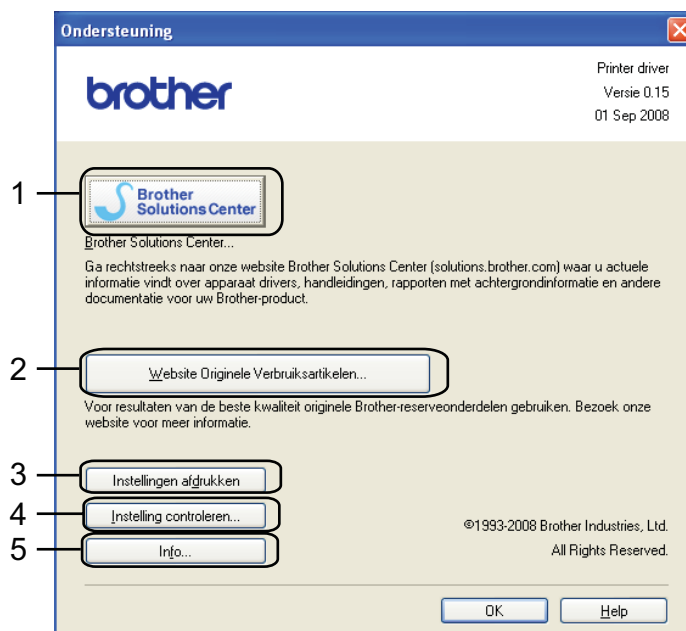 Ondersteuning
brother
Printer driver
Versie 0.15
01 Sep 2008
1
Brother
Solutions Center
Brother Solutions Center...
Ga rechtstreeks naar onze website Brother Solutions Center (solutions.brother.com) waar u actuele
informatie vindt over apparaat drivers, handleidingen, rapporten met achtergrondinformatie en andere
documentatie voor uw Brother-product.
2
Website Originele Verbruiksartikelen...
Voor resultaten van de beste kwaliteit originele Brother-reserveonderdelen gebruiken. Bezoek onze
website voor meer informatie.
3
Instellingen afdrukken
4
Instelling controleren...
5
Info...
©1993-2008 Brother Industries, Ltd.
All Rights Reserved.
OK
Help